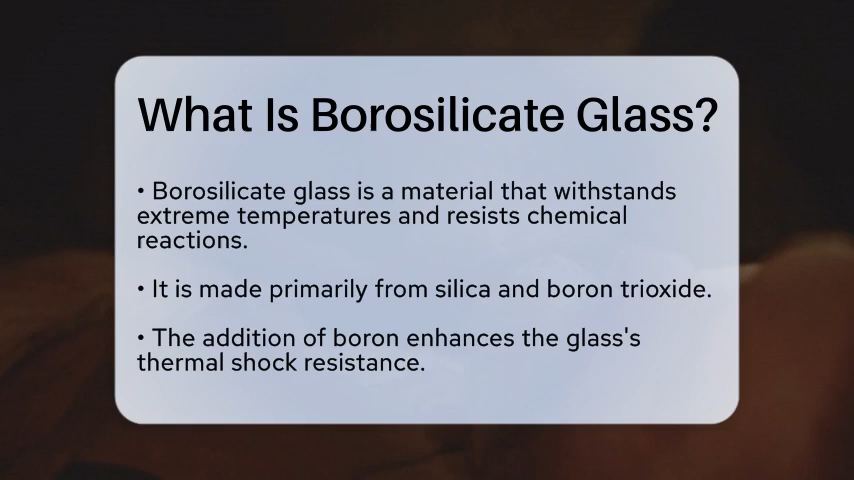 What Is Borosilicate Glass?
• Borosilicate glass is a material that withstands
extreme temperatures and resists chemical
reactions.
• It is made primarily from silica and boron trioxide.
• The addition of boron enhances the glass's
thermal shock resistance.